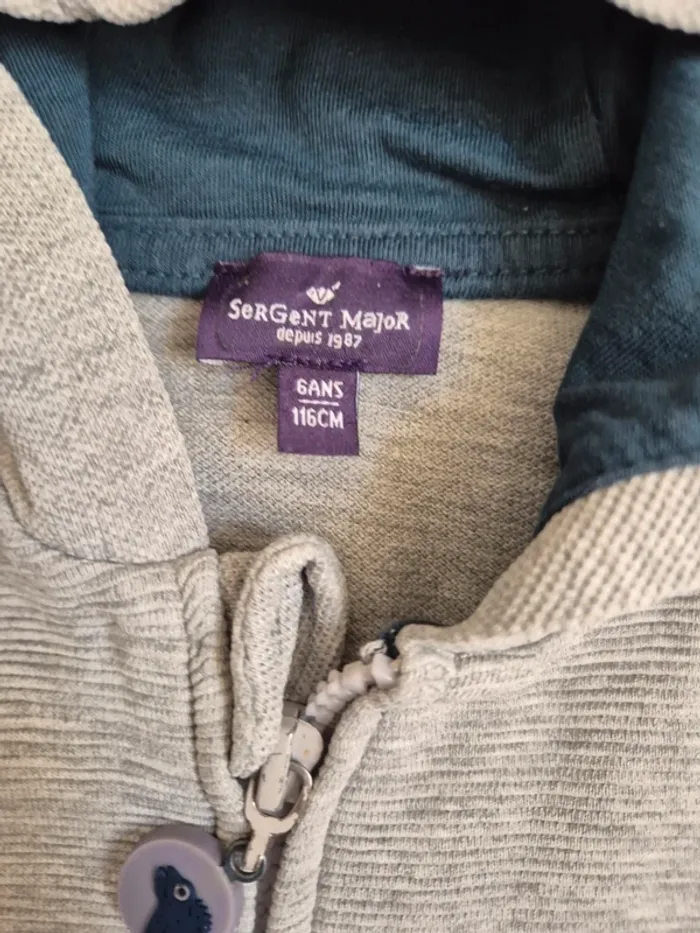 SeRGeNT MaJoR
depuis 1987
6ANS
116CM